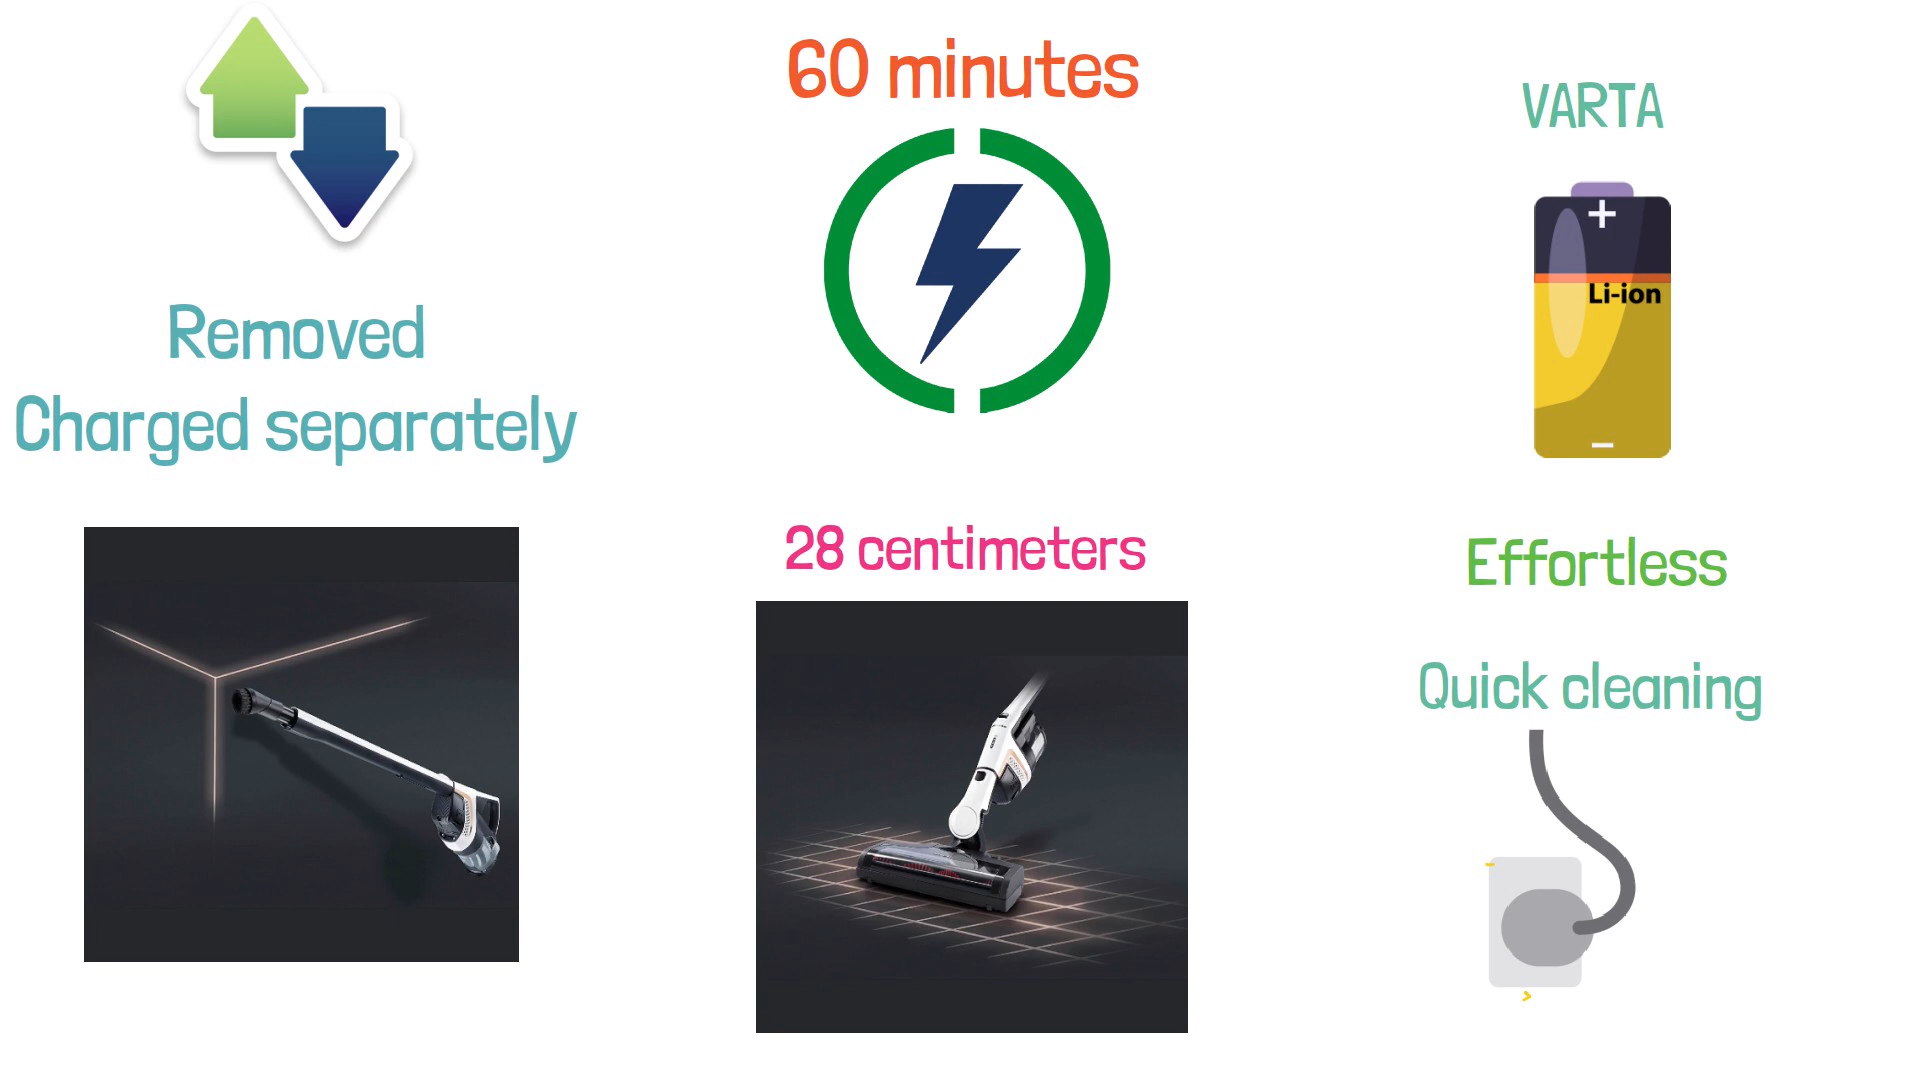 60 minutes
VARTA
+
Li-ion
Removed
Charged separately
28 centimeters
Effortless
Quick cleaning